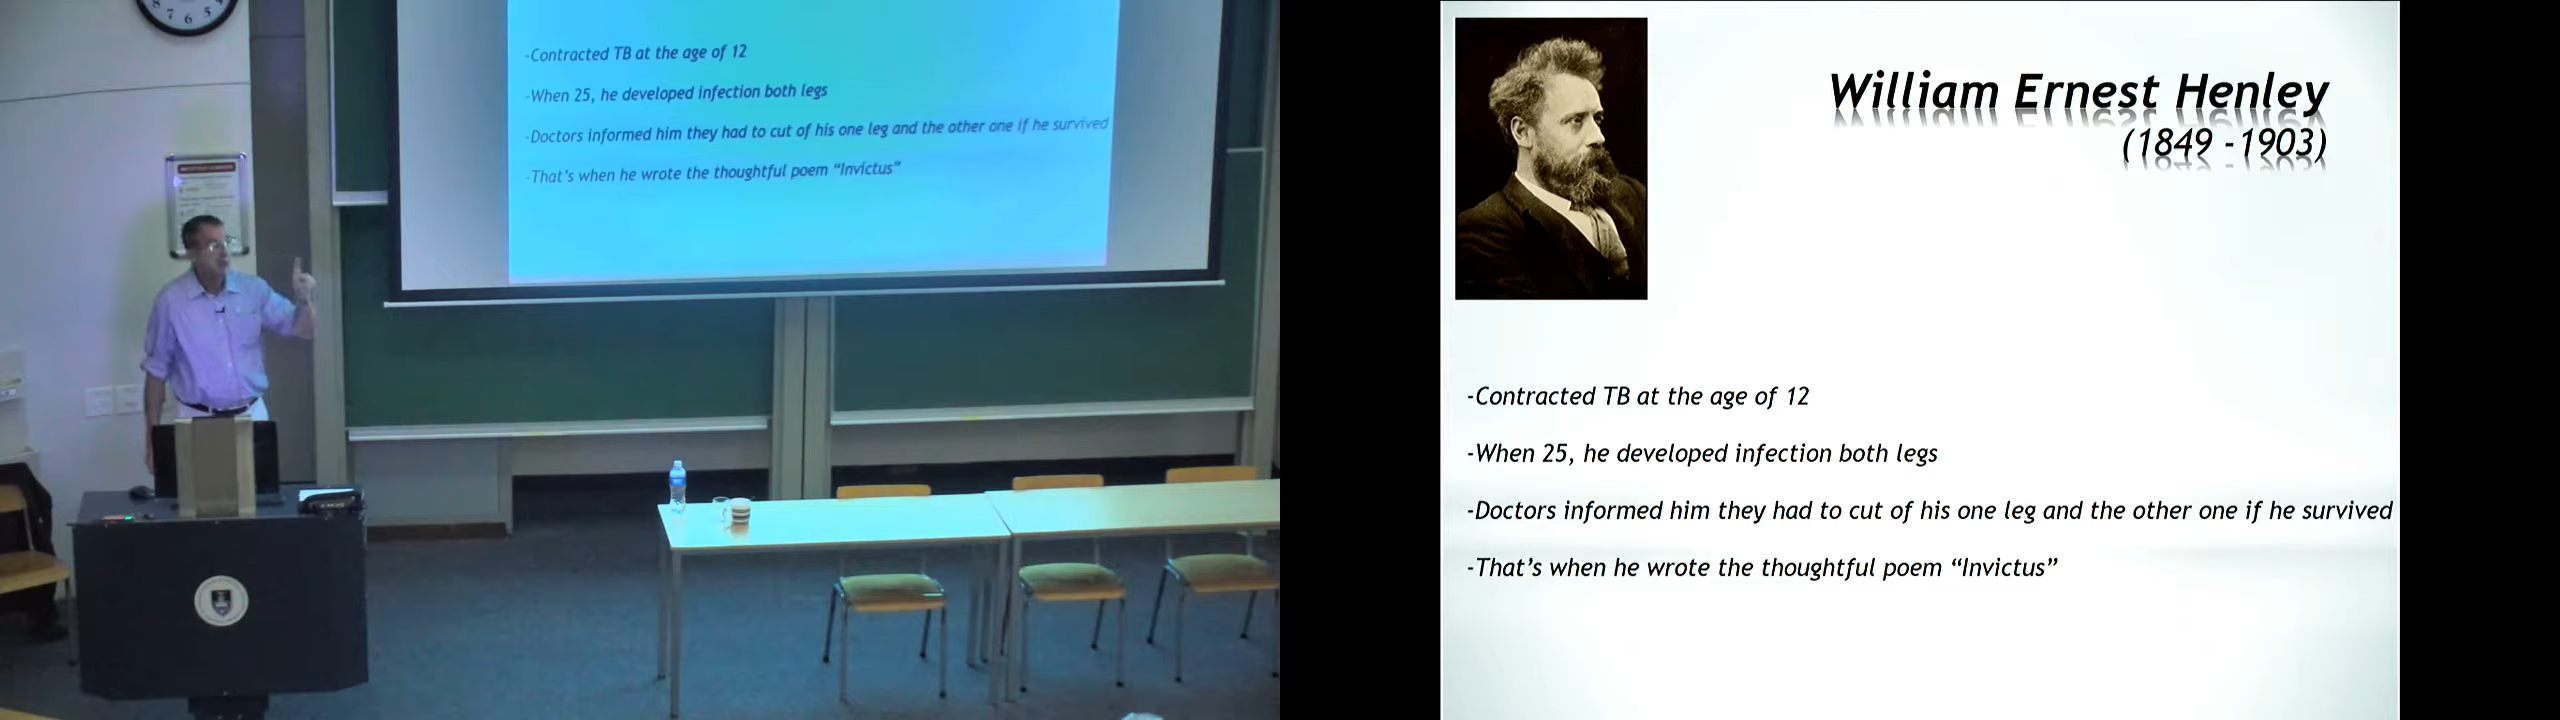 7 6 5
-Contracted TB at the age of 12
-When 25, he developed infection both legs
-Doctors informed him they had to cut of his one leg and the other one if he survived
-That's when he wrote the thoughtful poem “Invictus”
William Ernest Henley
(1849 -1903)
-Contracted TB at the age of 12
-When 25, he developed infection both legs
-Doctors informed him they had to cut of his one leg and the other one if he survived
-That's when he wrote the thoughtful poem “Invictus”